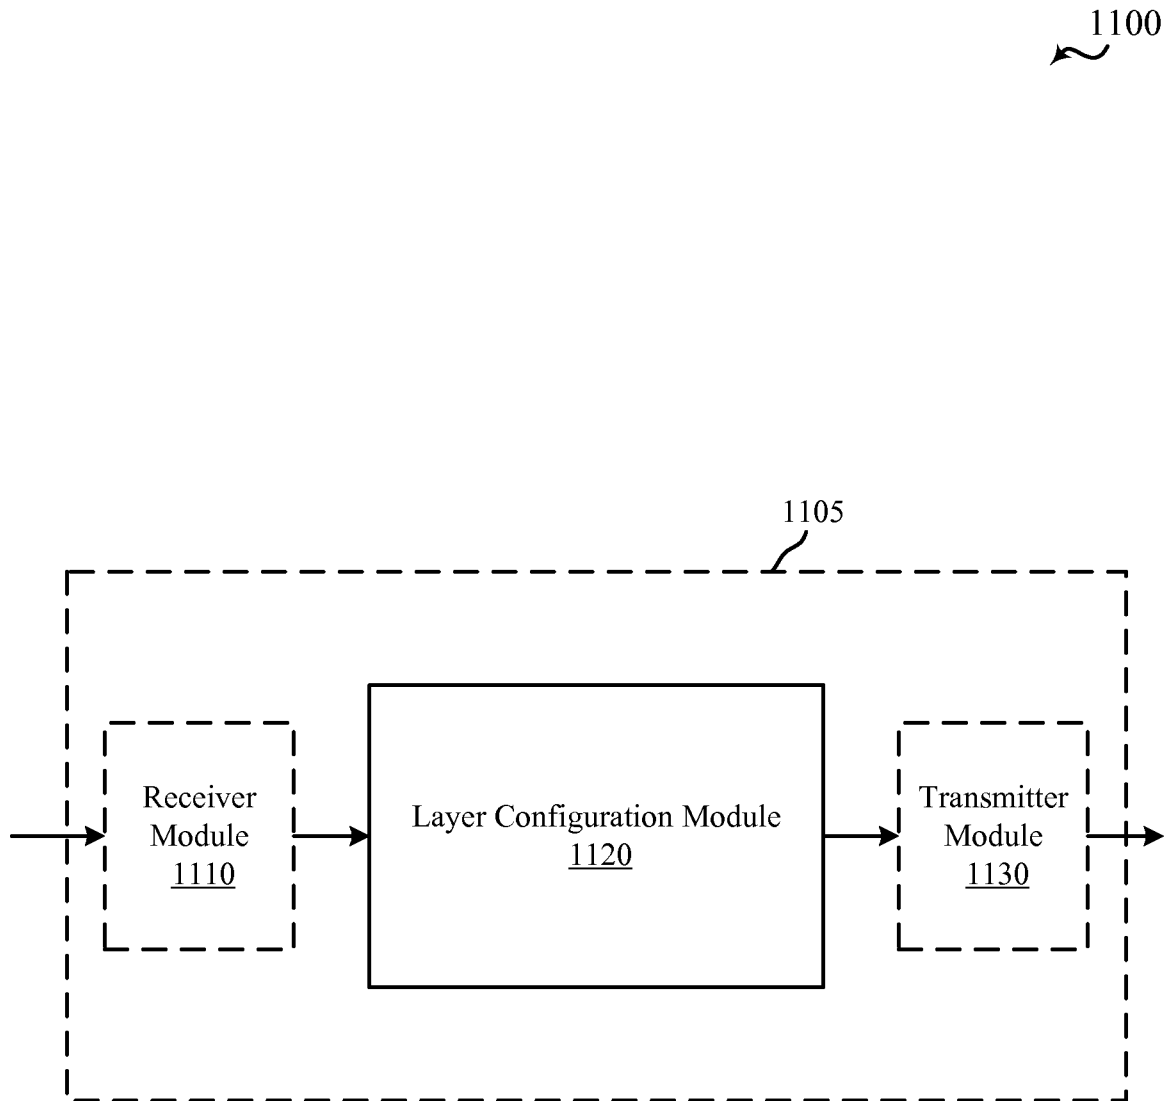 1100
1105
Receiver
Module
1110
Layer Configuration Module
1120
Transmitter
Module
1130